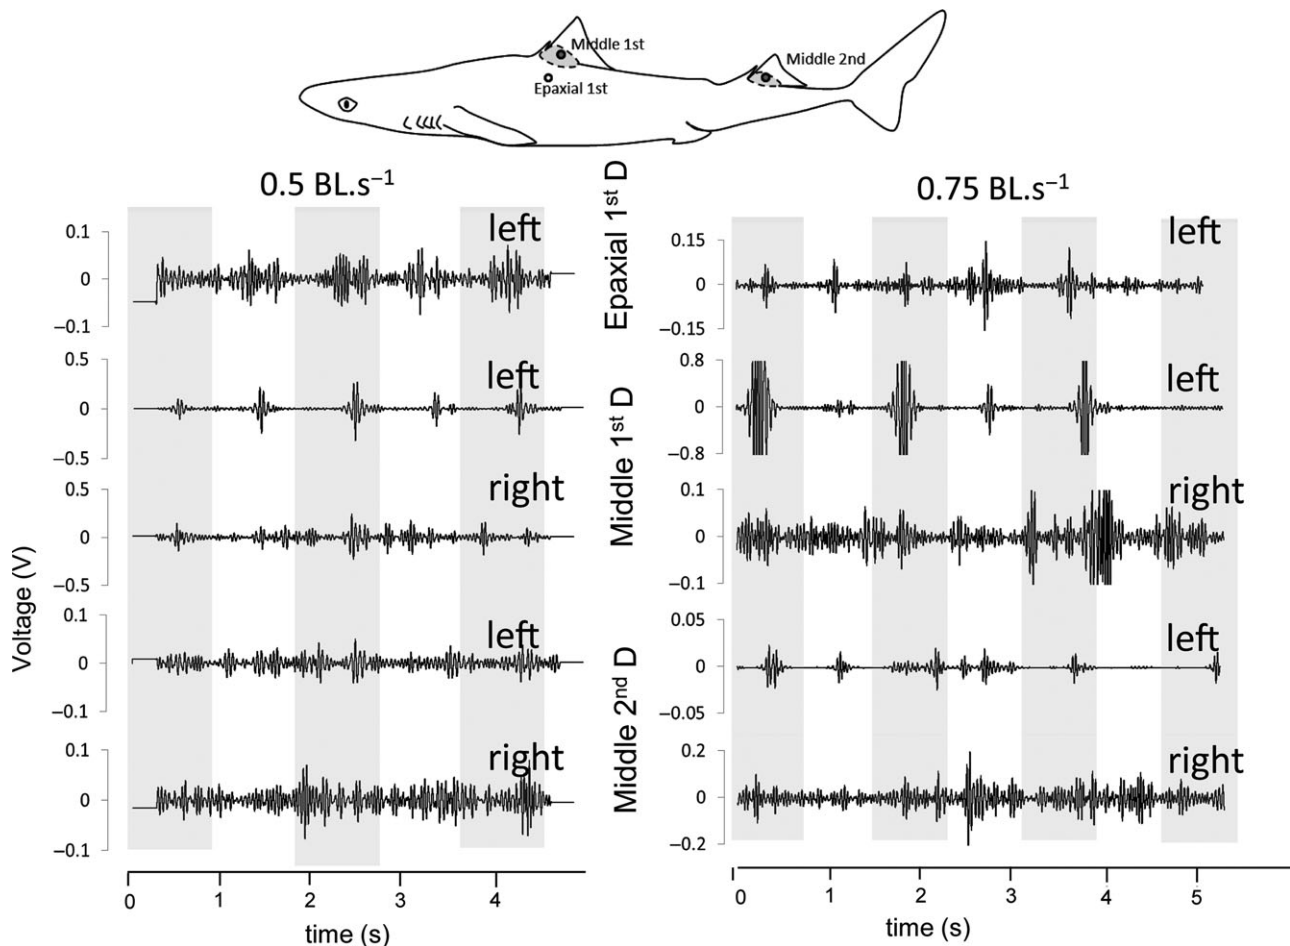 Middle 1st
Middle 2nd
Epaxial 1st
0.5 BL.s⁻¹
0.75 BL.s⁻¹
Voltage (V)
0.1
0
–0.1
left
0.5
0
–0.5
left
0.5
0
–0.5
right
0.1
0
–0.1
left
0.1
0
–0.1
right
0 1 2 3 4
time (s)
Epaxial 1ˢᵗ D
Middle 1ˢᵗ D
Middle 2ⁿᵈ D
0.15
0
–0.15
left
0.8
0
–0.8
left
0.1
0
–0.1
right
0.05
0
–0.05
left
0.2
0
–0.2
right
0 1 2 3 4 5
time (s)